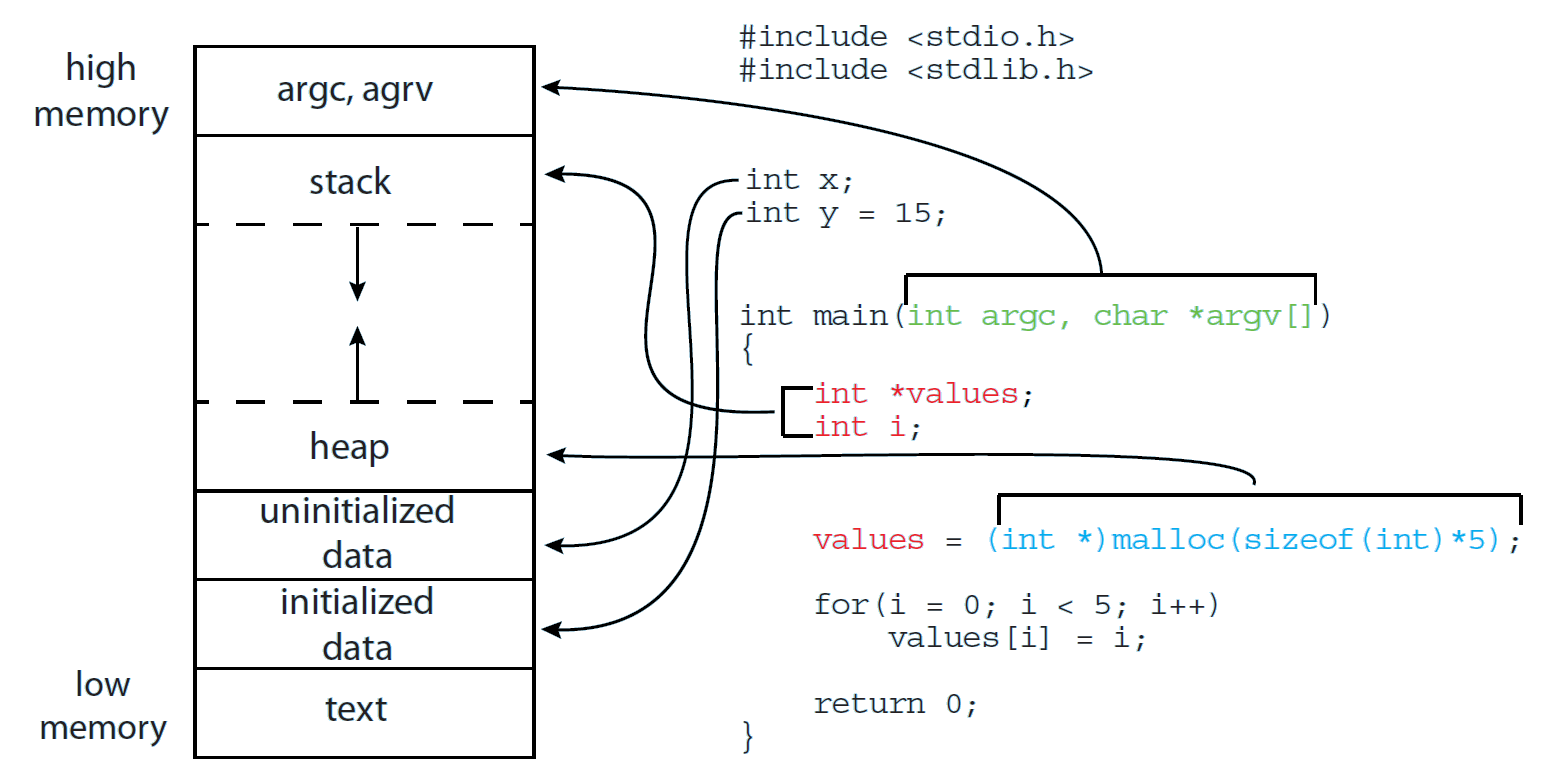 high
memory
argc, agrv
stack
heap
uninitialized
data
initialized
data
low
memory
text
#include <stdio.h>
#include <stdlib.h>
int x;
int y = 15;
int main(int argc, char *argv[])
{
int *values;
int i;
values = (int *)malloc(sizeof(int)*5);
for(i = 0; i < 5; i++)
values[i] = i;
return 0;
}